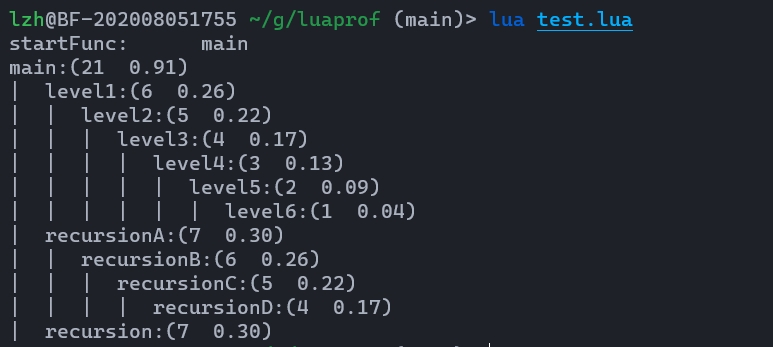 lzh@BF-202008051755 ~/g/luaprof (main)> lua test.lua
startFunc:      main
main:(21  0.91)
|  level1:(6  0.26)
|  |  level2:(5  0.22)
|  |  |  level3:(4  0.17)
|  |  |  |  level4:(3  0.13)
|  |  |  |  |  level5:(2  0.09)
|  |  |  |  |  |  level6:(1  0.04)
|  recursionA:(7  0.30)
|  |  recursionB:(6  0.26)
|  |  |  recursionC:(5  0.22)
|  |  |  |  recursionD:(4  0.17)
|  recursion:(7  0.30)